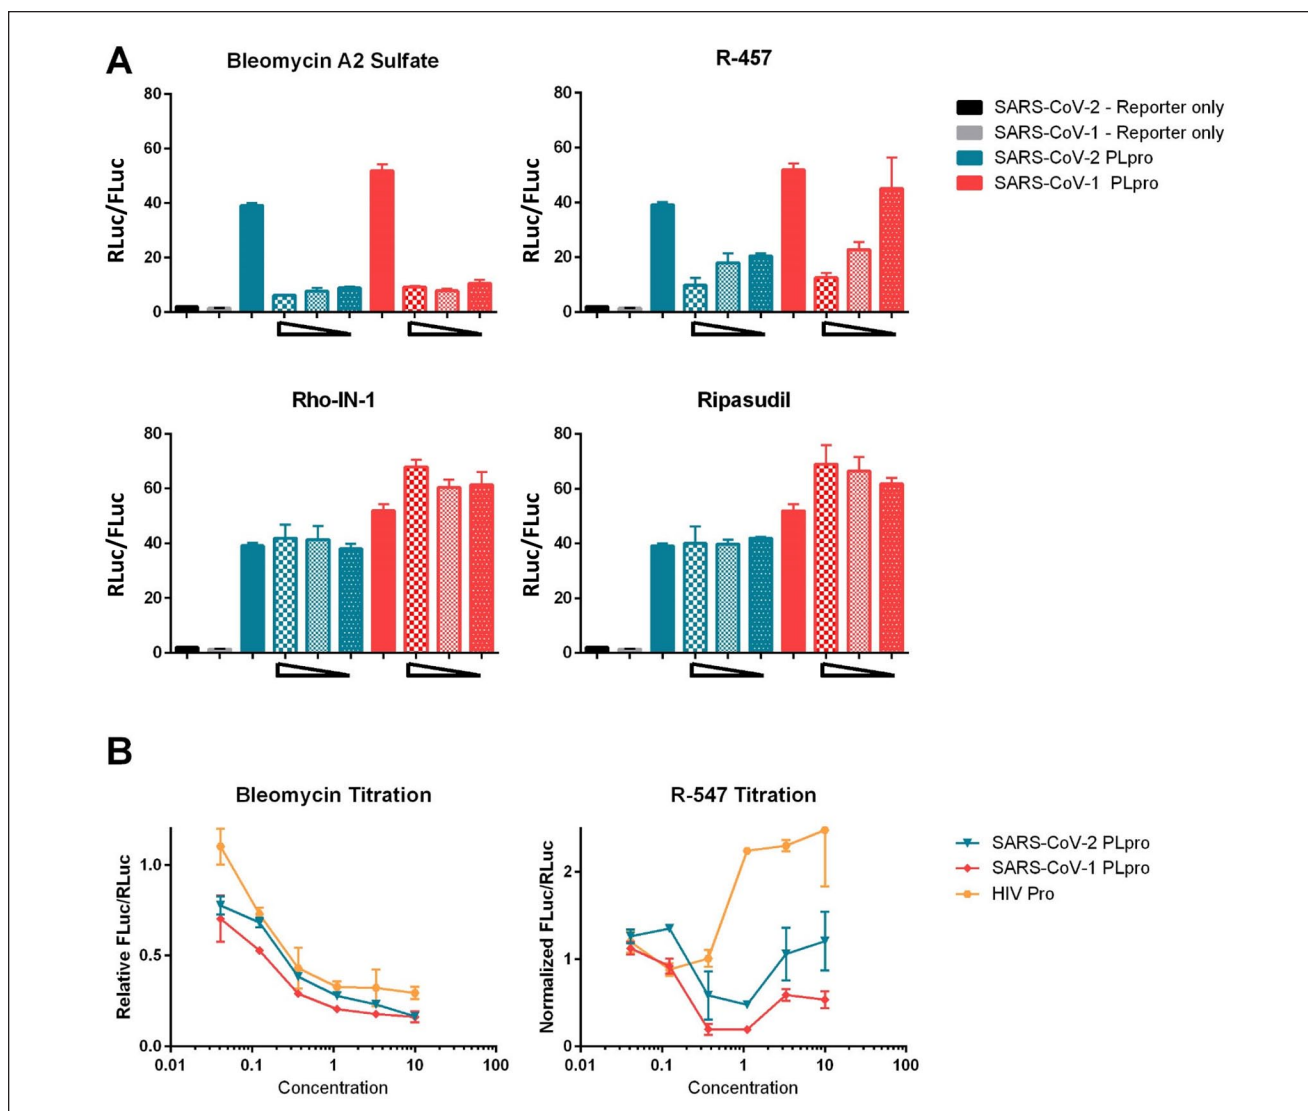 A
Bleomycin A2 Sulfate
80
60
40
20
0
RLuc/FLuc
R-457
80
60
40
20
0
RLuc/FLuc
SARS-CoV-2 - Reporter only
SARS-CoV-1 - Reporter only
SARS-CoV-2 PLpro
SARS-CoV-1 PLpro
Rho-IN-1
80
60
40
20
0
RLuc/FLuc
Ripasudil
80
60
40
20
0
RLuc/FLuc
B
Bleomycin Titration
1.0
0.5
0.0
Relative FLuc/RLuc
0.01 0.1 1 10 100
Concentration
R-547 Titration
2
1
0
Normalized FLuc/RLuc
0.01 0.1 1 10 100
Concentration
SARS-CoV-2 PLpro
SARS-CoV-1 PLpro
HIV Pro